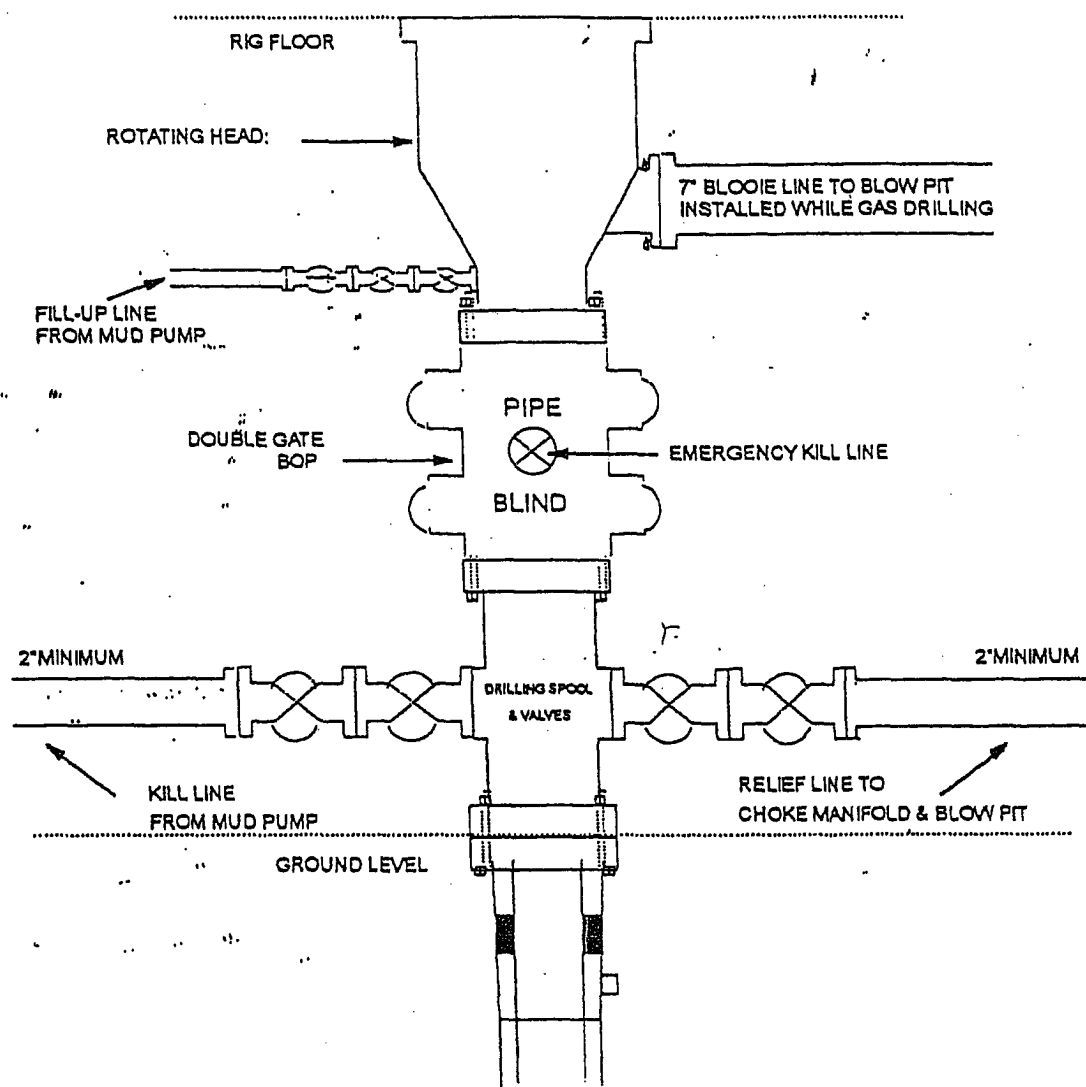 RIG FLOOR
ROTATING HEAD:
7" BLOOIE LINE TO BLOW PIT
INSTALLED WHILE GAS DRILLING
FILL-UP LINE
FROM MUD PUMP
PIPE
DOUBLE GATE
BOP
EMERGENCY KILL LINE
BLIND
2"MINIMUM
2"MINIMUM
DRILLING SPOOL
& VALVES
KILL LINE
FROM MUD PUMP
RELIEF LINE TO
CHOKE MANIFOLD & BLOW PIT
GROUND LEVEL